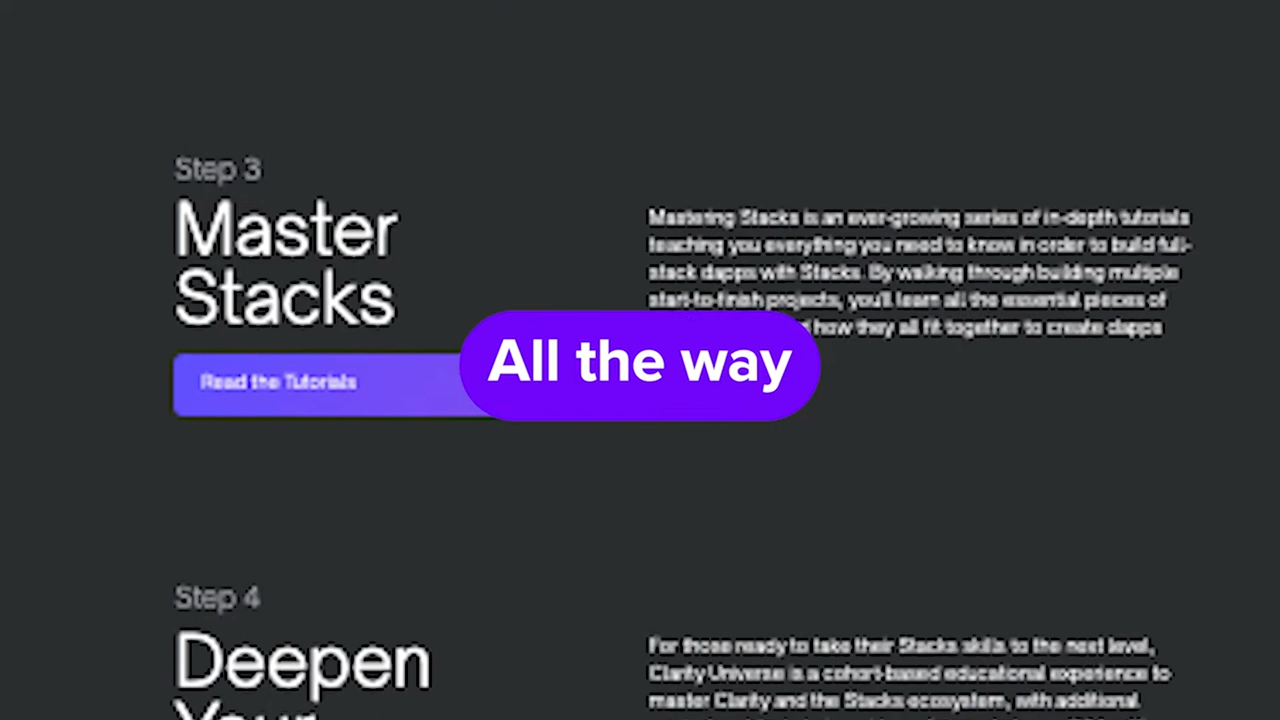 Step 3
Master
Stacks
Read the Tutorials
Mastering Stacks is an ever-growing series of in-depth tutorials
teaching you everything you need to know in order to build full-
stack dapps with Stacks. By walking through building multiple
start-to-finish projects, you'll learn all the essential pieces of
how they all fit together to create dapps
All the way
Step 4
Deepen
Your
For those ready to take their Stacks skills to the next level,
Clarity Universe is a cohort-based educational experience to
master Clarity and the Stacks ecosystem, with additional